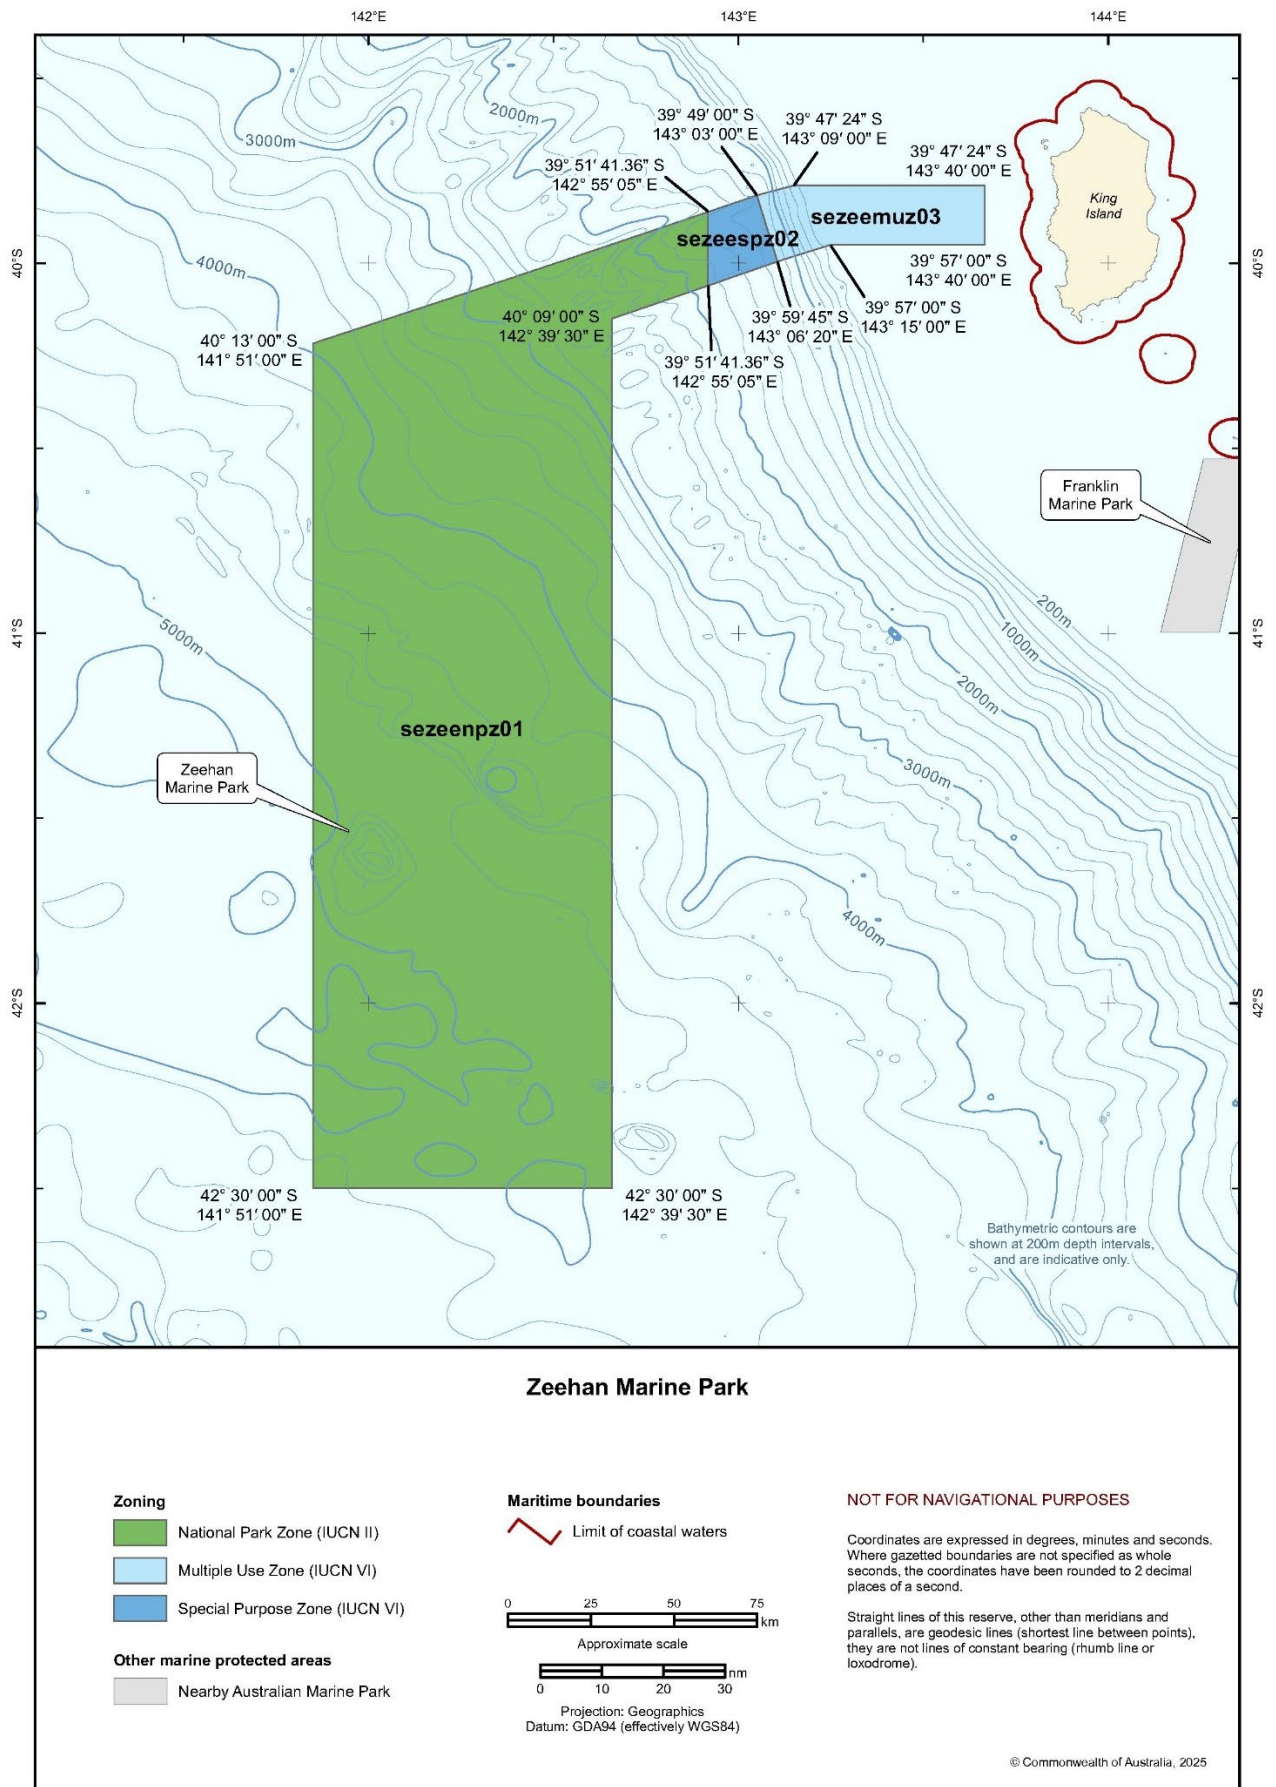 142°E
143°E
144°E
2000m
3000m
39° 49' 00" S
143° 03' 00" E
39° 47' 24" S
143° 09' 00" E
39° 51' 41.36" S
142° 55' 05" E
39° 47' 24" S
143° 40' 00" E
King
Island
sezeemuz03
sezeespz02
4000m
40°S
40°S
39° 57' 00" S
143° 40' 00" E
39° 57' 00" S
143° 15' 00" E
40° 09' 00" S
142° 39' 30" E
39° 59' 45" S
143° 06' 20" E
40° 13' 00" S
141° 51' 00" E
39° 51' 41.36" S
142° 55' 05" E
Franklin
Marine Park
200m
5000m
41°S
1000m
41°S
2000m
sezeenpz01
Zeehan
Marine Park
3000m
4000m
42°S
42°S
42° 30' 00" S
141° 51' 00" E
42° 30' 00" S
142° 39' 30" E
Bathymetric contours are
shown at 200m depth intervals,
and are indicative only.
Zeehan Marine Park
Zoning
National Park Zone (IUCN II)
Multiple Use Zone (IUCN VI)
Special Purpose Zone (IUCN VI)
Other marine protected areas
Nearby Australian Marine Park
Maritime boundaries
Limit of coastal waters
0 25 50 75
km
Approximate scale
nm
0 10 20 30
Projection: Geographics
Datum: GDA94 (effectively WGS84)
NOT FOR NAVIGATIONAL PURPOSES
Coordinates are expressed in degrees, minutes and seconds.
Where gazetted boundaries are not specified as whole
seconds, the coordinates have been rounded to 2 decimal
places of a second.
Straight lines of this reserve, other than meridians and
parallels, are geodesic lines (shortest line between points),
they are not lines of constant bearing (rhumb line or
loxodrome).
© Commonwealth of Australia, 2025